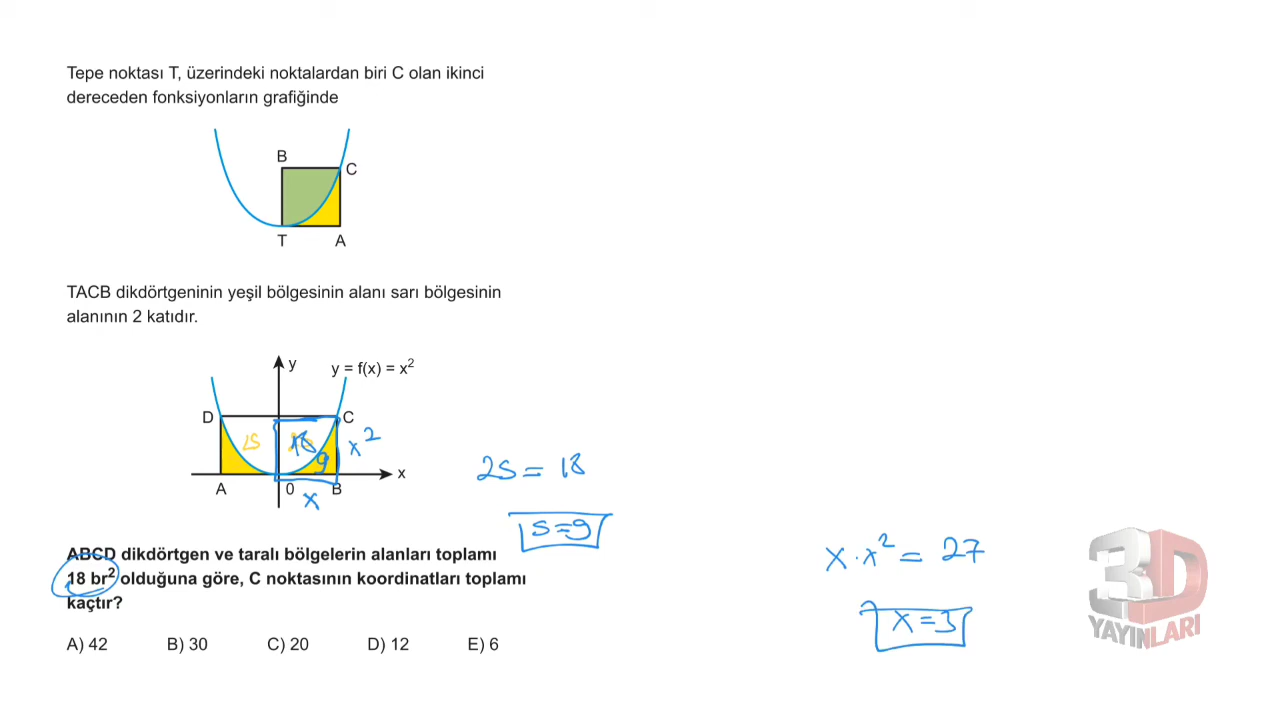 Tepe noktası T, üzerindeki noktalardan biri C olan ikinci
dereceden fonksiyonların grafiğinde
B
C
T
A
TACB dikdörtgeninin yeşil bölgesinin alanı sarı bölgesinin
alanının 2 katıdır.
y
y = f(x) = x²
D
C
2S
18
9
x²
x
A
0
B
x
2S = 18
S = 9
ABCD dikdörtgen ve taralı bölgelerin alanları toplamı
18 br² olduğuna göre, C noktasının koordinatları toplamı
kaçtır?
x · x² = 27
x = 3
A) 42 B) 30 C) 20 D) 12 E) 6
3D
YAYINLARI